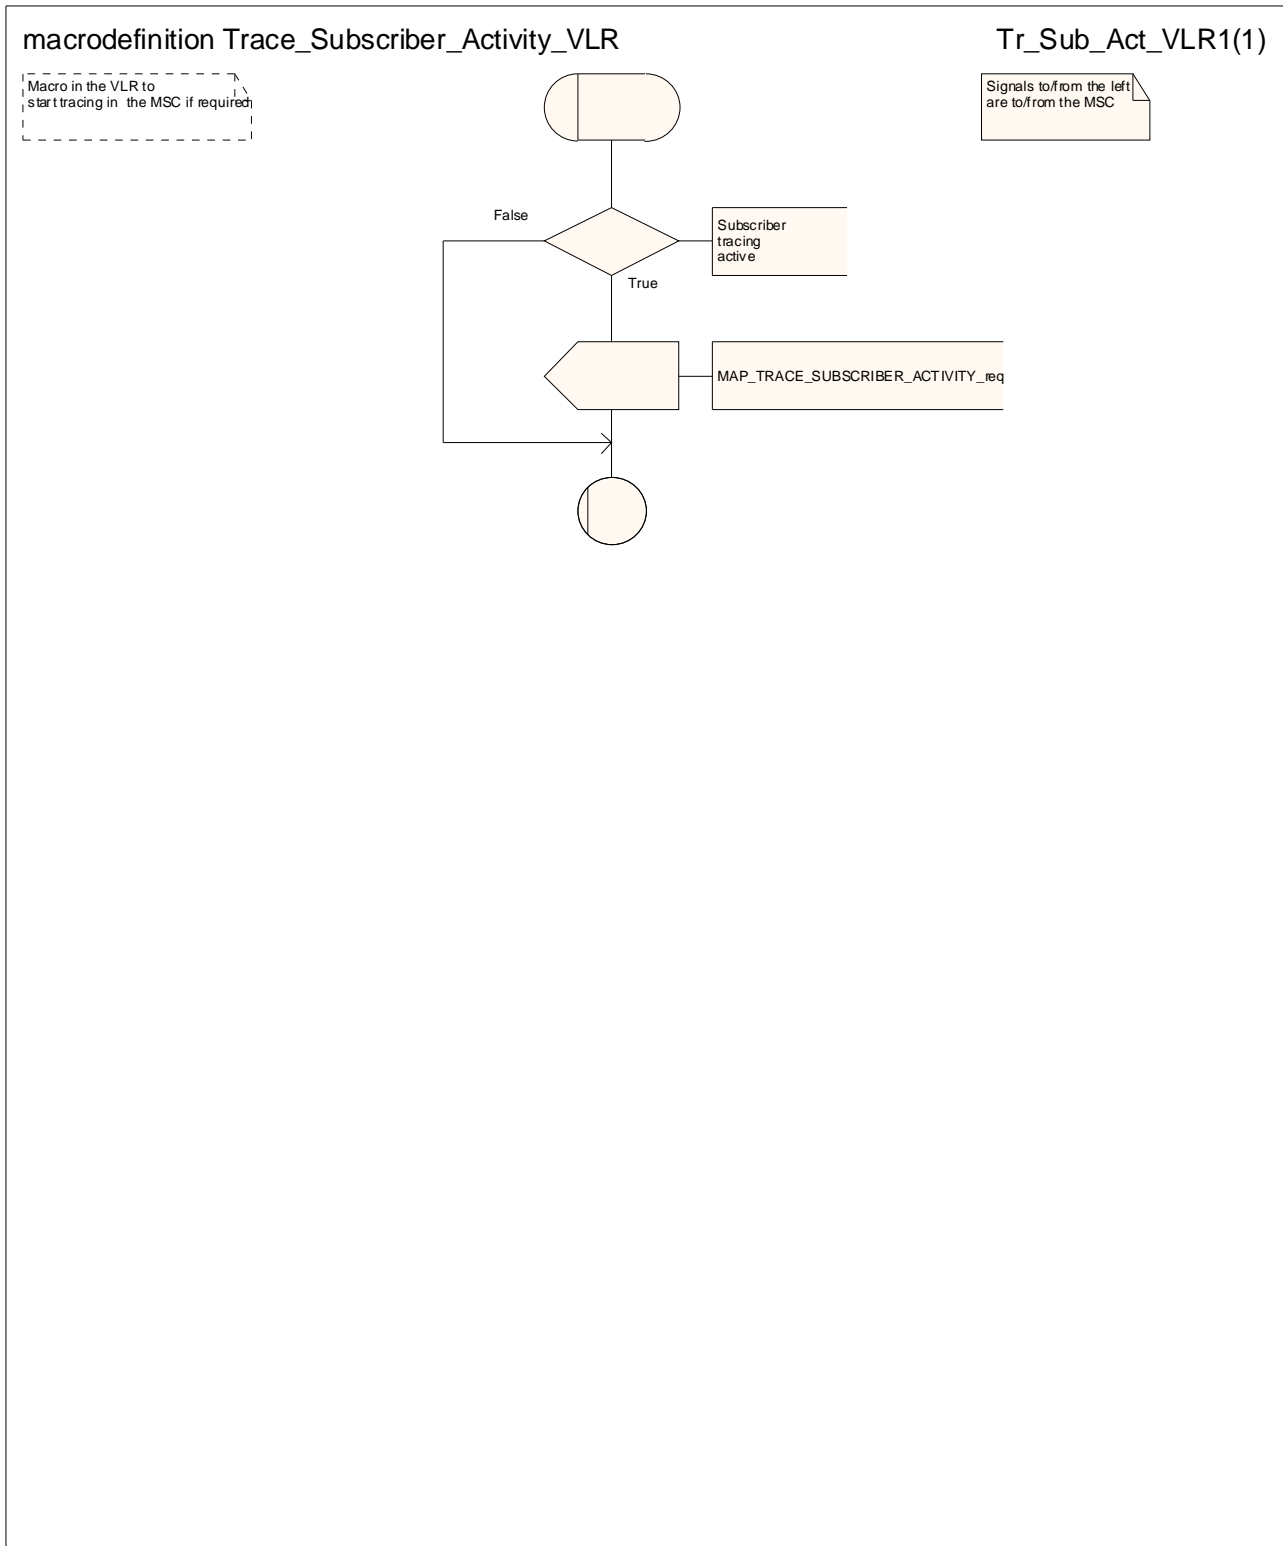 macrodefinition Trace_Subscriber_Activity_VLR
Tr_Sub_Act_VLR1(1)
Macro in the VLR to
start tracing in the MSC if required
Signals to/from the left
are to/from the MSC
False
Subscriber
tracing
active
True
MAP_TRACE_SUBSCRIBER_ACTIVITY_req